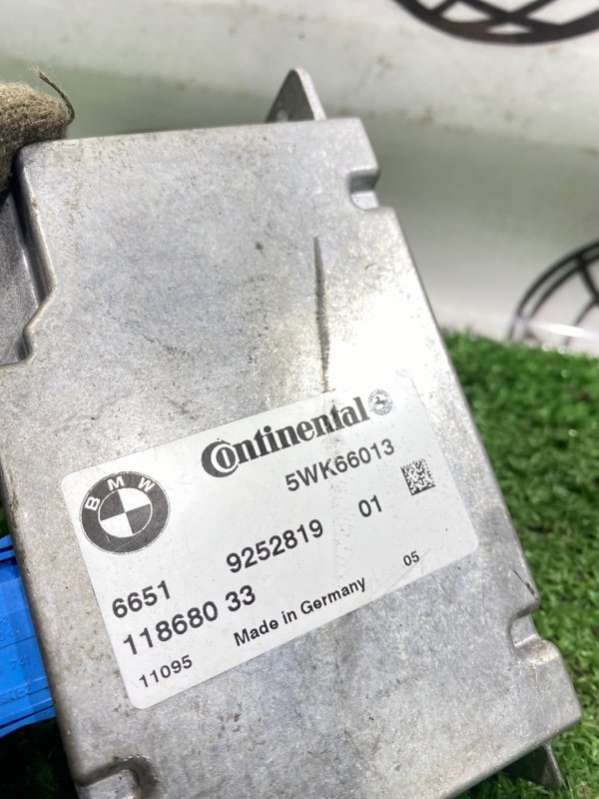 Continental
5WK66013
BMW
6651 9252819 01
118680 33
11095 Made in Germany 05